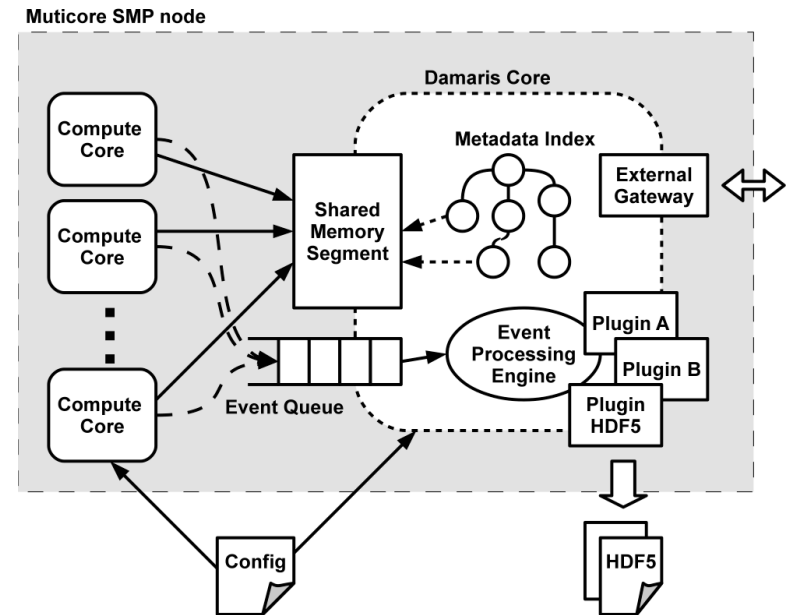 Muticore SMP node
Damaris Core
Compute
Core
Metadata Index
External
Gateway
Shared
Memory
Segment
Compute
Core
Plugin A
Event
Processing
Engine
Plugin B
Compute
Core
Event Queue
Plugin
HDF5
Config
HDF5